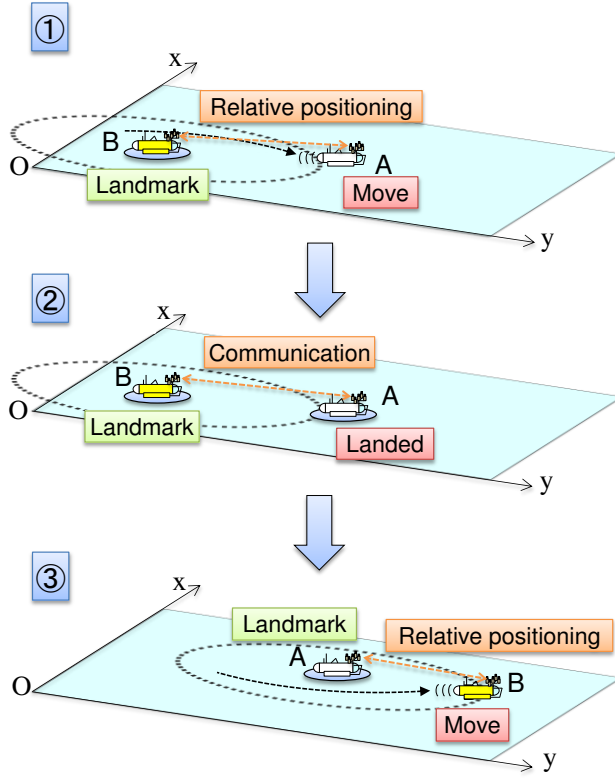 ①
x
Relative positioning
B
A
O
Landmark
Move
y
②
x
Communication
B
A
O
Landmark
Landed
y
③
x
Landmark
Relative positioning
A
B
O
Move
y